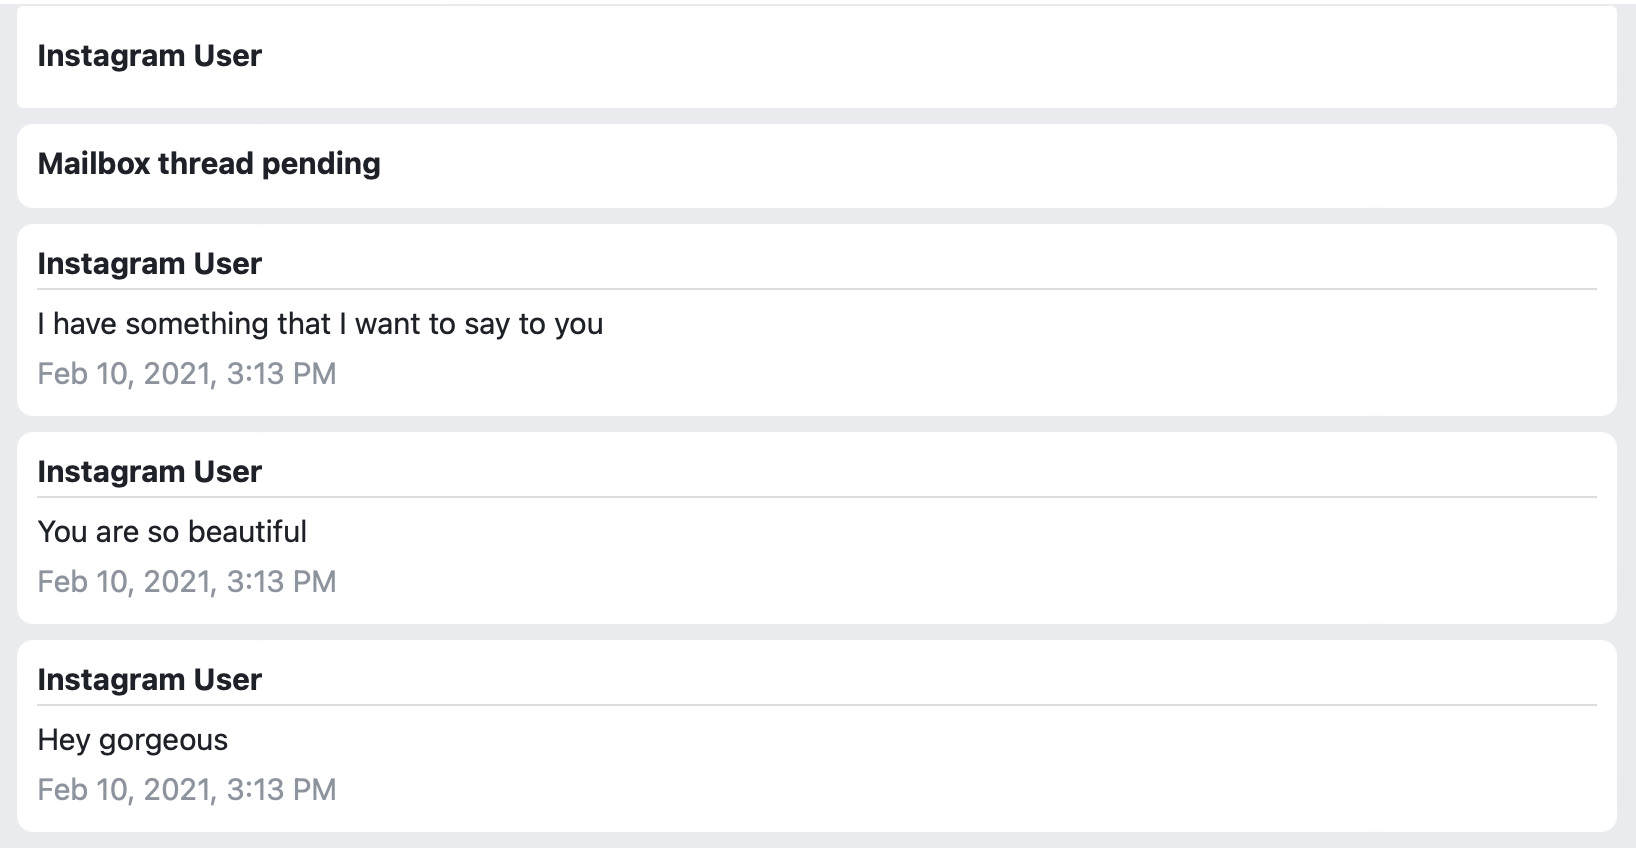 Instagram User
Mailbox thread pending
Instagram User
I have something that I want to say to you
Feb 10, 2021, 3:13 PM
Instagram User
You are so beautiful
Feb 10, 2021, 3:13 PM
Instagram User
Hey gorgeous
Feb 10, 2021, 3:13 PM